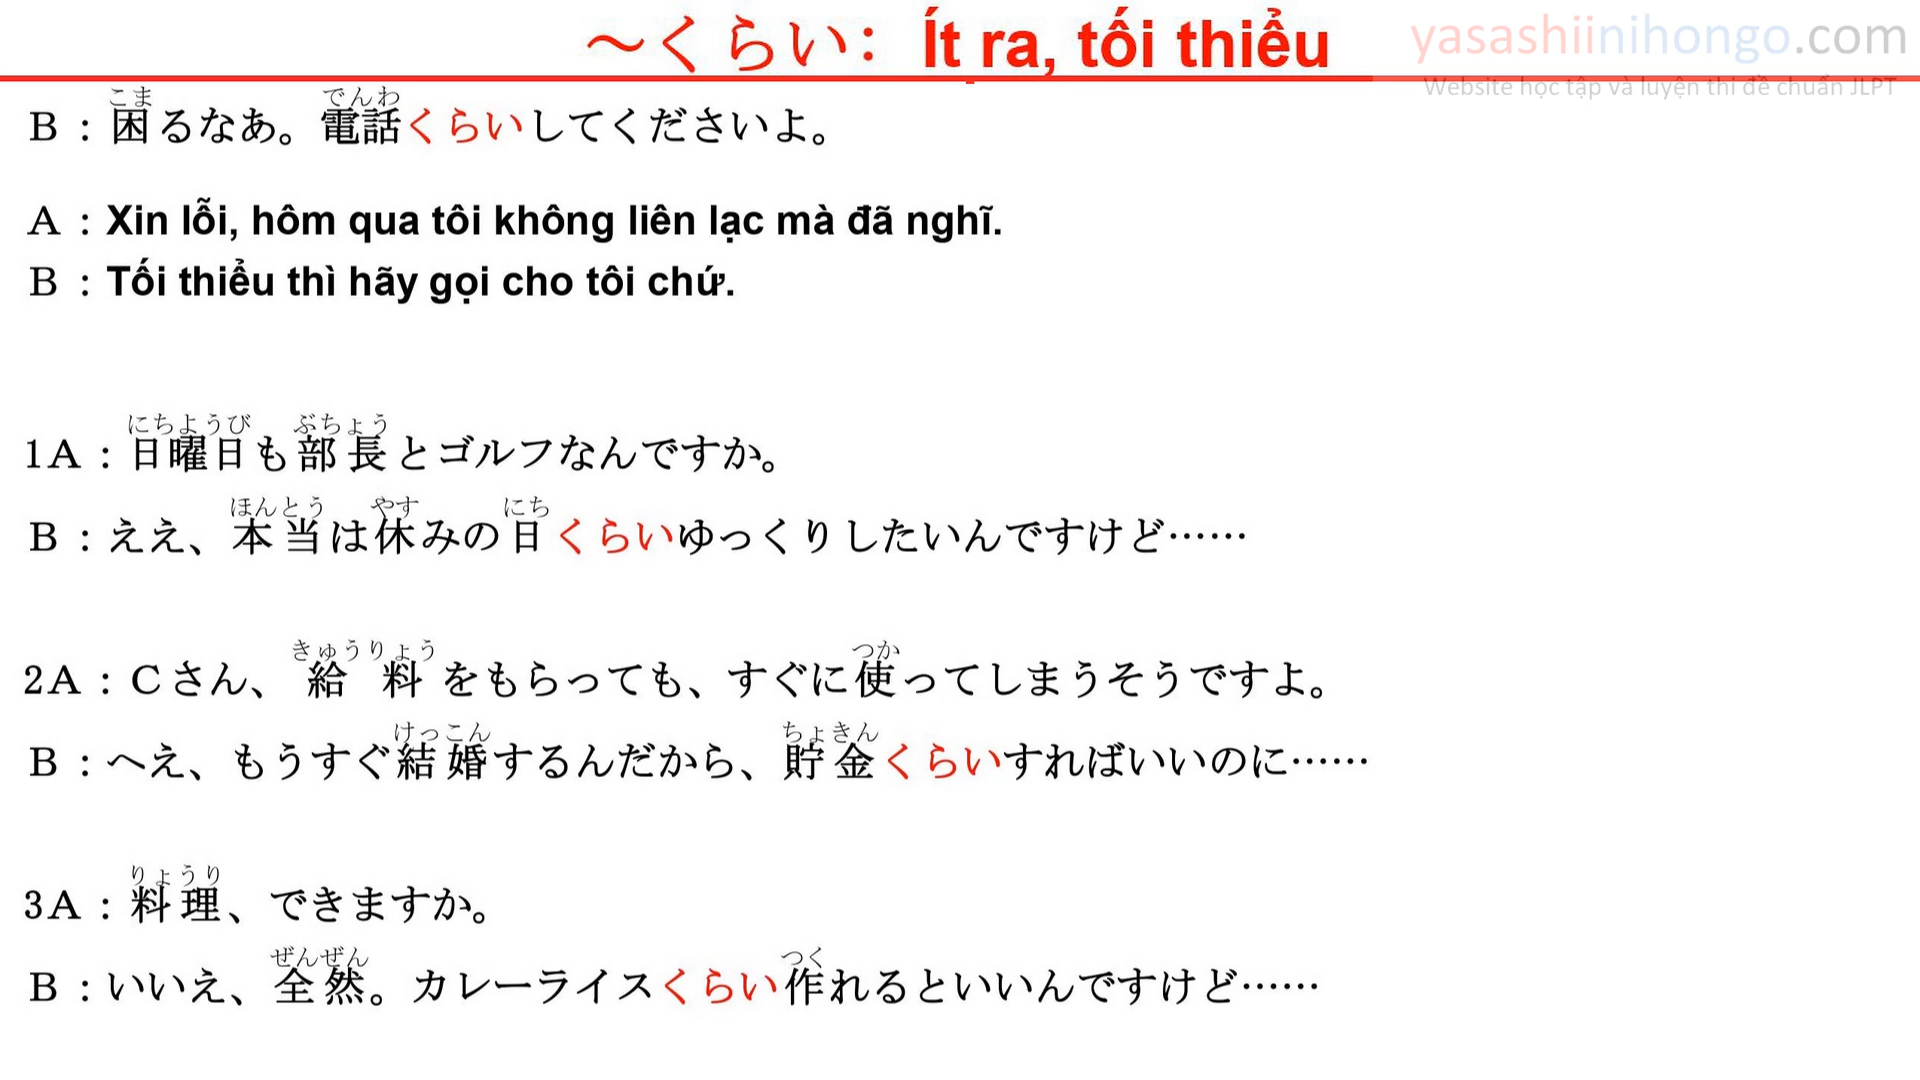 ～くらい: Ít ra, tối thiểu
yasashiinihongo.com
Website học tập và luyện thi đề chuẩn JLPT
こま でんわ
B：困るなあ。電話くらいしてくださいよ。
A：Xin lỗi, hôm qua tôi không liên lạc mà đã nghĩ.
B：Tối thiểu thì hãy gọi cho tôi chứ.
にちようび ぶちょう
1A：日曜日も部長とゴルフなんですか。
ほんとう やす にち
B：ええ、本当は休みの日くらいゆっくりしたいんですけど……
きゅうりょう つか
2A：Cさん、給料をもらっても、すぐに使ってしまうそうですよ。
けっこん ちょきん
B：へえ、もうすぐ結婚するんだから、貯金くらいすればいいのに……
りょうり
3A：料理、できますか。
ぜんぜん つく
B：いいえ、全然。カレーライスくらい作れるといいんですけど……